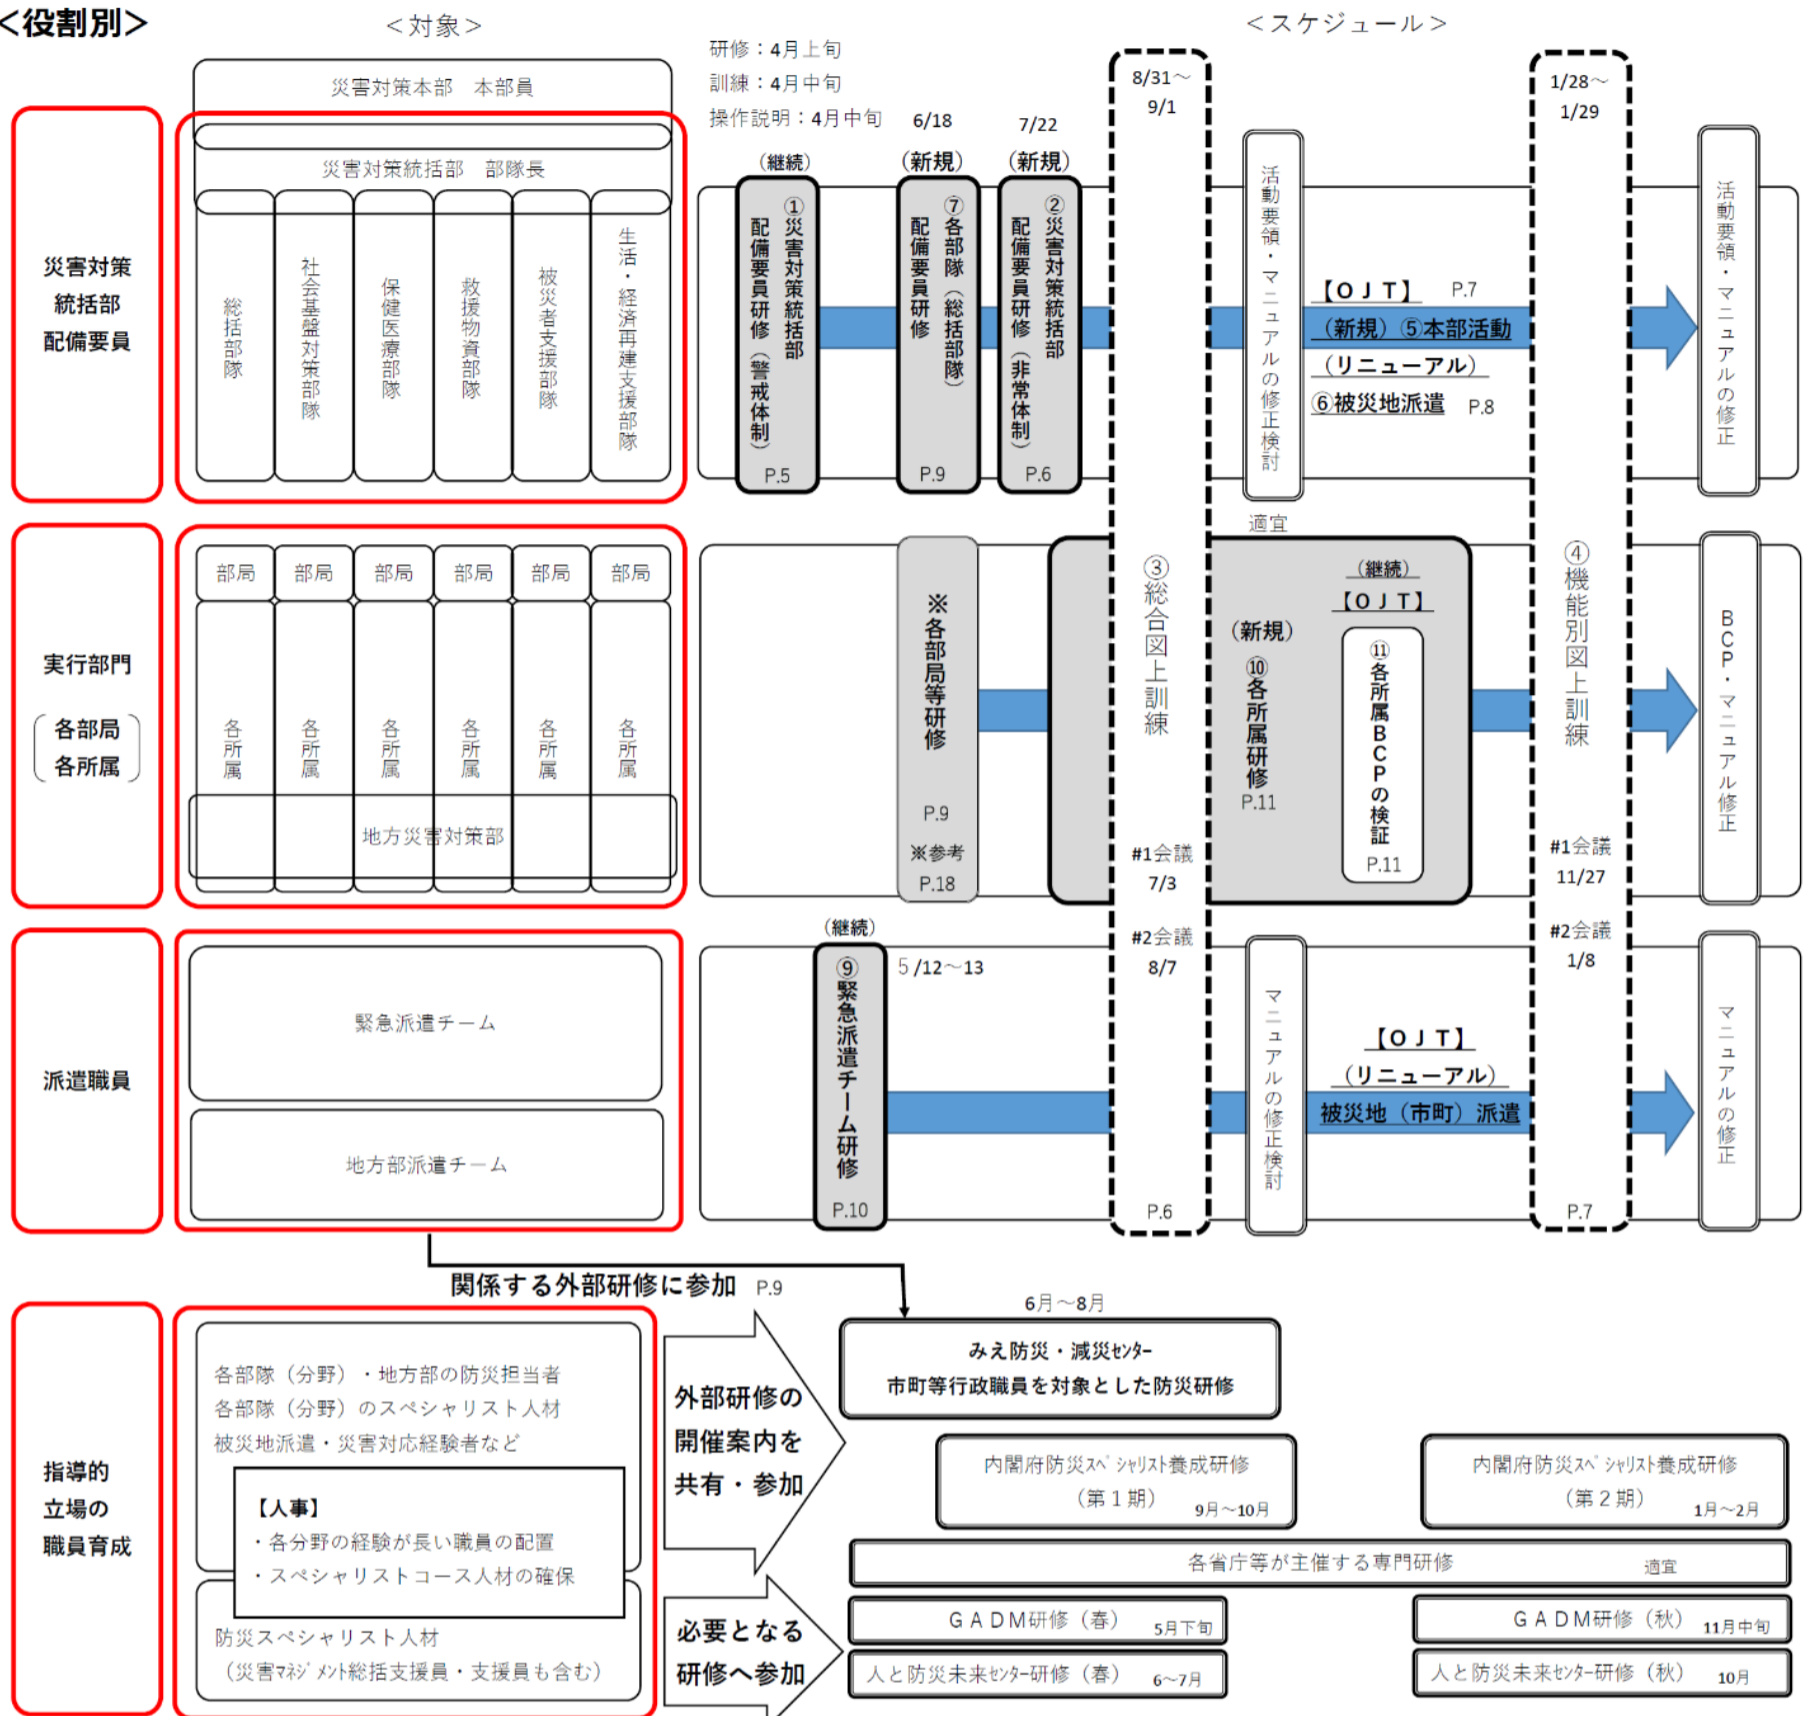 <役割別>
＜対象＞
＜スケジュール＞
研修：4月上旬
訓練：4月中旬
操作説明：4月中旬
6/18
7/22
8/31～
9/1
1/28～
1/29
災害対策
統括部
配備要員
災害対策本部　本部員
災害対策統括部　部隊長
総括部隊
社会基盤対策部隊
保健医療部隊
救援物資部隊
被災者支援部隊
生活・経済再建支援部隊
（継続）
①災害対策統括部
配備要員研修（警戒体制）
P.5
（新規）
⑦各部隊（総括部隊）
配備要員研修
P.9
（新規）
②災害対策統括部
配備要員研修（非常体制）
P.6
活動要領・マニュアルの修正検討
【ＯＪＴ】 P.7
（新規）⑤本部活動
（リニューアル）
⑥被災地派遣 P.8
活動要領・マニュアルの修正
実行部門
各部局
各所属
部局
部局
部局
部局
部局
部局
各所属
各所属
各所属
各所属
各所属
各所属
地方災害対策部
※各部局等研修
P.9
※参考
P.18
③総合図上訓練
#1会議
7/3
#2会議
8/7
P.6
適宜
（新規）
⑩各所属研修
P.11
（継続）
【ＯＪＴ】
⑪各所属ＢＣＰの検証
P.11
④機能別図上訓練
#1会議
11/27
#2会議
1/8
P.7
ＢＣＰ・マニュアル修正
派遣職員
緊急派遣チーム
地方部派遣チーム
（継続）
⑨緊急派遣チーム研修
P.10
5/12～13
マニュアルの修正検討
【ＯＪＴ】
（リニューアル）
被災地（市町）派遣
マニュアルの修正
関係する外部研修に参加 P.9
指導的
立場の
職員育成
各部隊（分野）・地方部の防災担当者
各部隊（分野）のスペシャリスト人材
被災地派遣・災害対応経験者など
【人事】
・各分野の経験が長い職員の配置
・スペシャリストコース人材の確保
防災スペシャリスト人材
（災害ﾏﾈｼﾞﾒﾝﾄ総括支援員・支援員も含む）
外部研修の
開催案内を
共有・参加
必要となる
研修へ参加
6月～8月
みえ防災・減災ｾﾝﾀｰ
市町等行政職員を対象とした防災研修
内閣府防災ｽﾍﾟｼｬﾘｽﾄ養成研修
（第１期） 9月～10月
内閣府防災ｽﾍﾟｼｬﾘｽﾄ養成研修
（第２期） 1月～2月
各省庁等が主催する専門研修 適宜
ＧＡＤＭ研修（春） 5月下旬
ＧＡＤＭ研修（秋） 11月中旬
人と防災未来ｾﾝﾀｰ研修（春） 6～7月
人と防災未来ｾﾝﾀｰ研修（秋） 10月